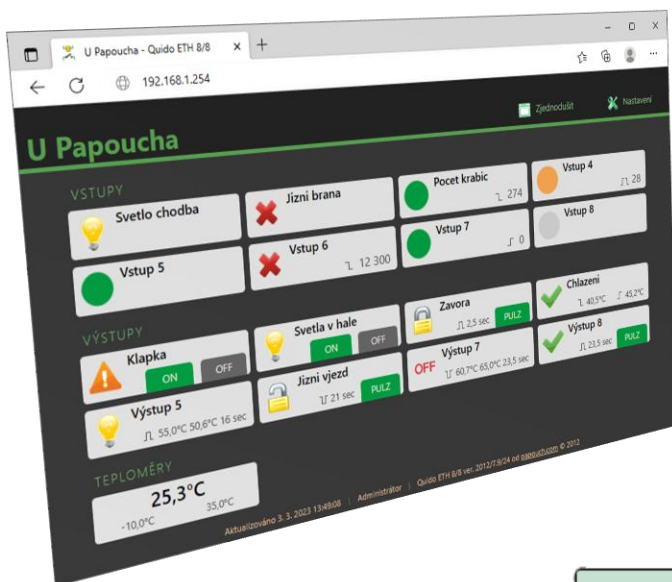 U Papoucha - Quido ETH 8/8
192.168.1.254
U Papoucha
Zjednodušit
Nastavení
VSTUPY
Svetlo chodba
Jizni brana
Pocet krabic
274
Vstup 4
28
Vstup 5
Vstup 6
12 300
Vstup 7
0
Vstup 8
VÝSTUPY
Klapka
ON OFF
Svetla v hale
ON OFF
Zavora
2,5 sec PULZ
Chlazeni
40,5°C 45,2°C
Výstup 5
55,0°C 50,6°C 16 sec
Jizni vjezd
21 sec PULZ
OFF Výstup 7
60,7°C 65,0°C 23,5 sec
Výstup 8
23,5 sec PULZ
TEPLOMĚRY
25,3°C
-10,0°C 35,0°C
Aktualizováno 3. 3. 2023 13:49:08 | Administrátor | Quido ETH 8/8 ver. 2012/7.9/24 od papouch.com © 2012